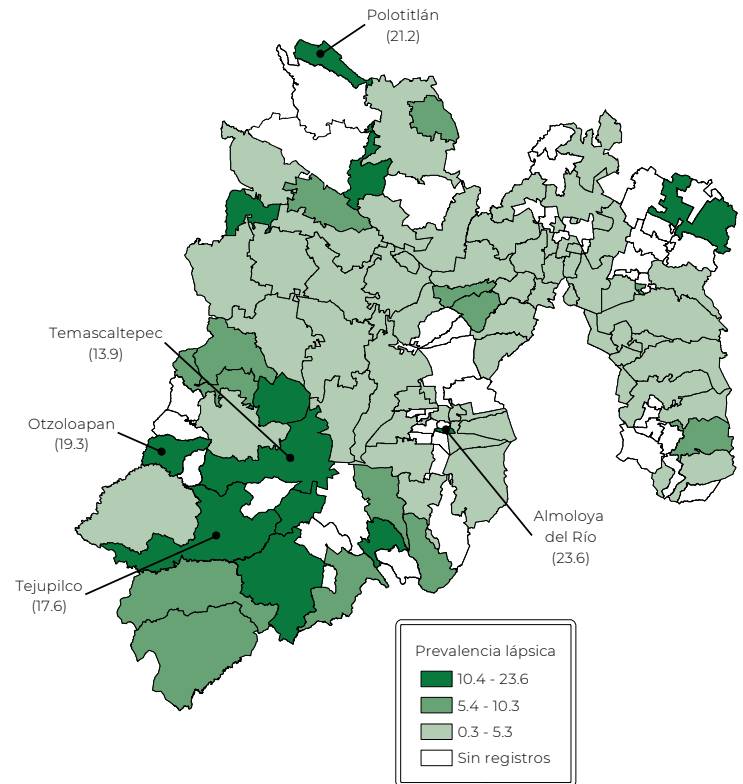 Polotitlán
(21.2)
Temascaltepec
(13.9)
Otzoloapan
(19.3)
Almoloya
del Río
(23.6)
Tejupilco
(17.6)
Prevalencia lápsica
10.4 - 23.6
5.4 - 10.3
0.3 - 5.3
Sin registros